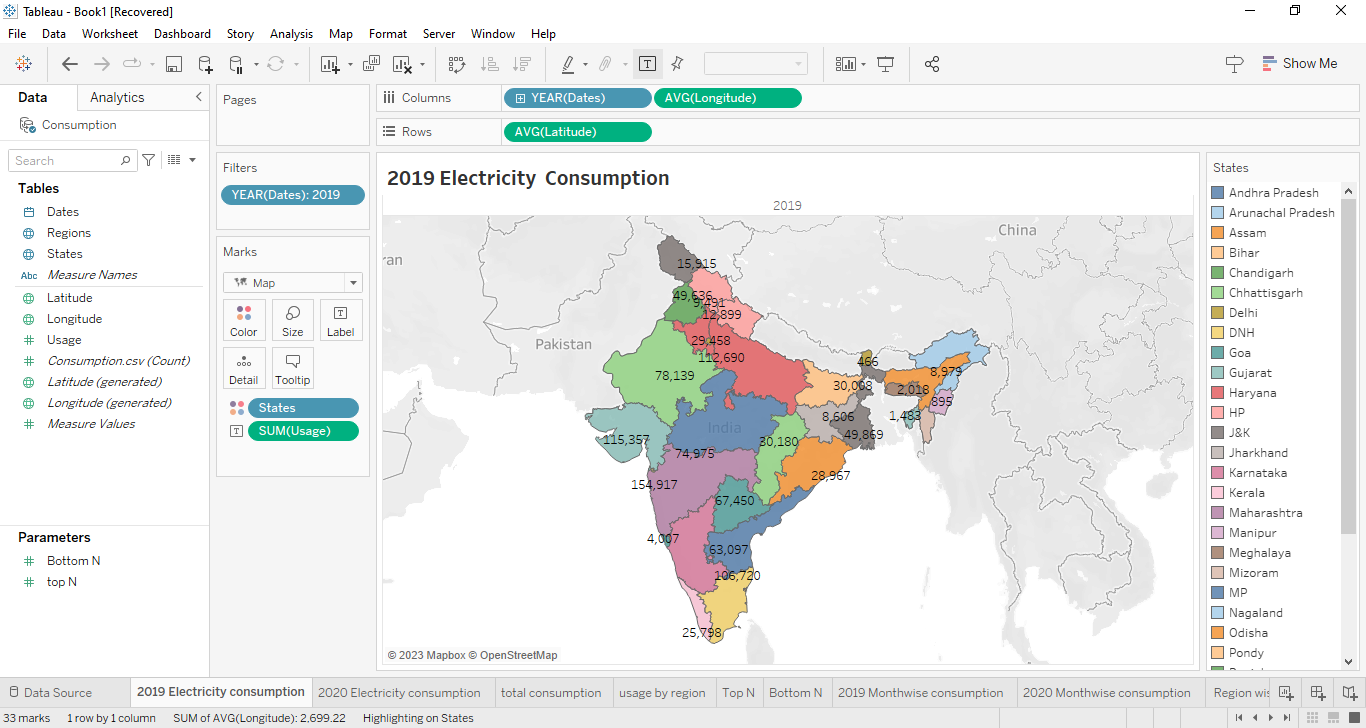 Tableau - Book1 [Recovered]
File Data Worksheet Dashboard Story Analysis Map Format Server Window Help
Show Me
Data Analytics
Consumption
Search
Tables
Dates
Regions
States
Abc Measure Names
Latitude
Longitude
Usage
Consumption.csv (Count)
Latitude (generated)
Longitude (generated)
Measure Values
Parameters
Bottom N
top N
Pages
Filters
YEAR(Dates): 2019
Marks
Map
Color Size Label
Detail Tooltip
States
SUM(Usage)
Columns YEAR(Dates) AVG(Longitude)
Rows AVG(Latitude)
2019 Electricity Consumption
2019
China
ran
15,915
49,636
9,491
12,899
Pakistan
29,458
112,690
466
78,139
8,979
30,008
2,018
895
8,606
1,483
India
49,869
115,357
30,180
74,975
28,967
154,917
67,450
4,007
63,097
106,720
25,798
© 2023 Mapbox © OpenStreetMap
States
Andhra Pradesh
Arunachal Pradesh
Assam
Bihar
Chandigarh
Chhattisgarh
Delhi
DNH
Goa
Gujarat
Haryana
HP
J&K
Jharkhand
Karnataka
Kerala
Maharashtra
Manipur
Meghalaya
Mizoram
MP
Nagaland
Odisha
Pondy
Data Source 2019 Electricity consumption 2020 Electricity consumption total consumption usage by region Top N Bottom N 2019 Monthwise consumption 2020 Monthwise consumption Region wis
33 marks 1 row by 1 column SUM of AVG(Longitude): 2,699.22 Highlighting on States